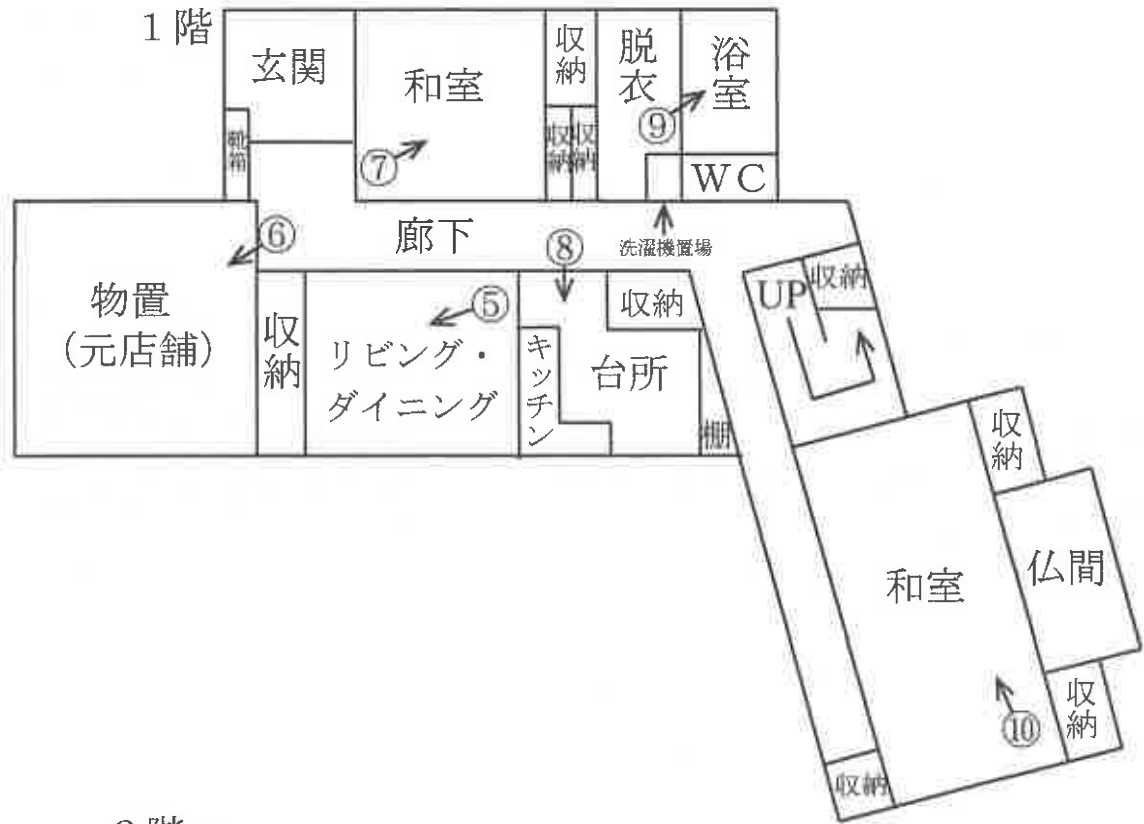 1階
玄関
和室
収納
脱衣
浴室
靴箱
収納
収納
⑨
⑦
WC
廊下
⑥
⑧
洗濯機置場
物置
(元店舗)
収納
⑤
リビング・
ダイニング
キッチン
収納
台所
棚
UP
収納
収納
和室
仏間
⑩
収納
収納
2階